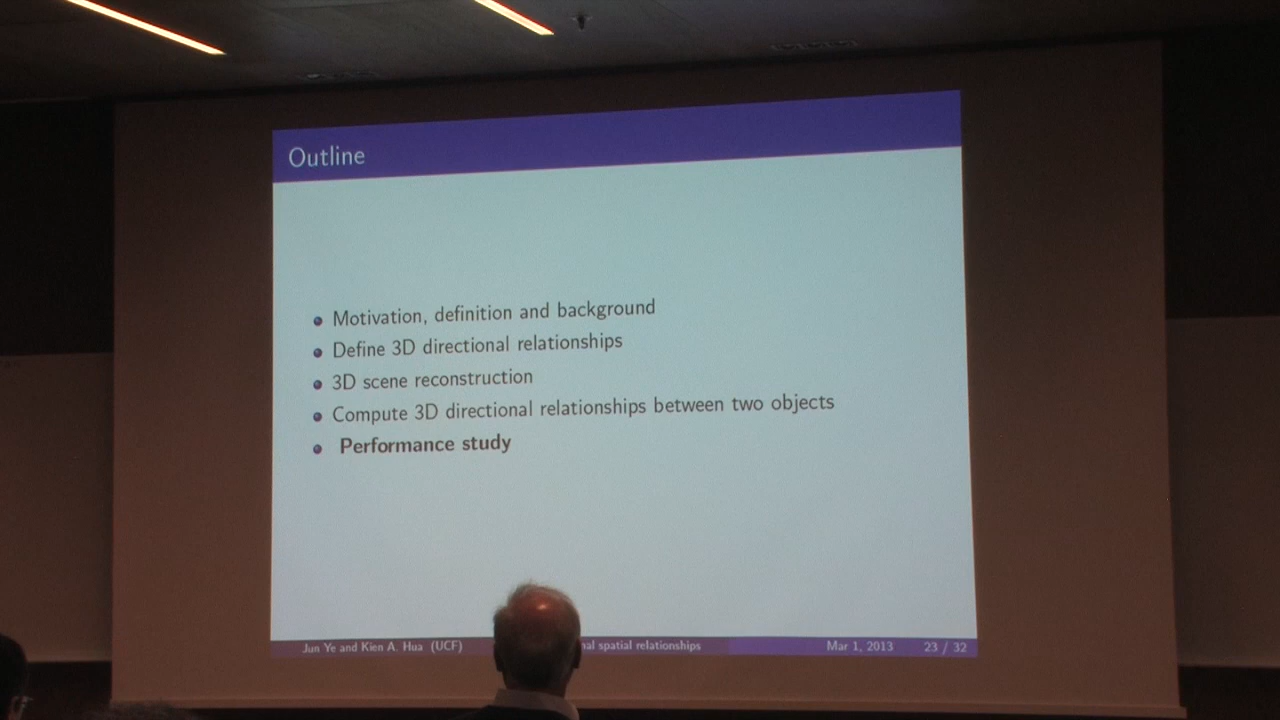 Outline
Motivation, definition and background
Define 3D directional relationships
3D scene reconstruction
Compute 3D directional relationships between two objects
Performance study
Jun Ye and Kien A. Hua (UCF) spatial relationships Mar 1, 2013 23 / 32